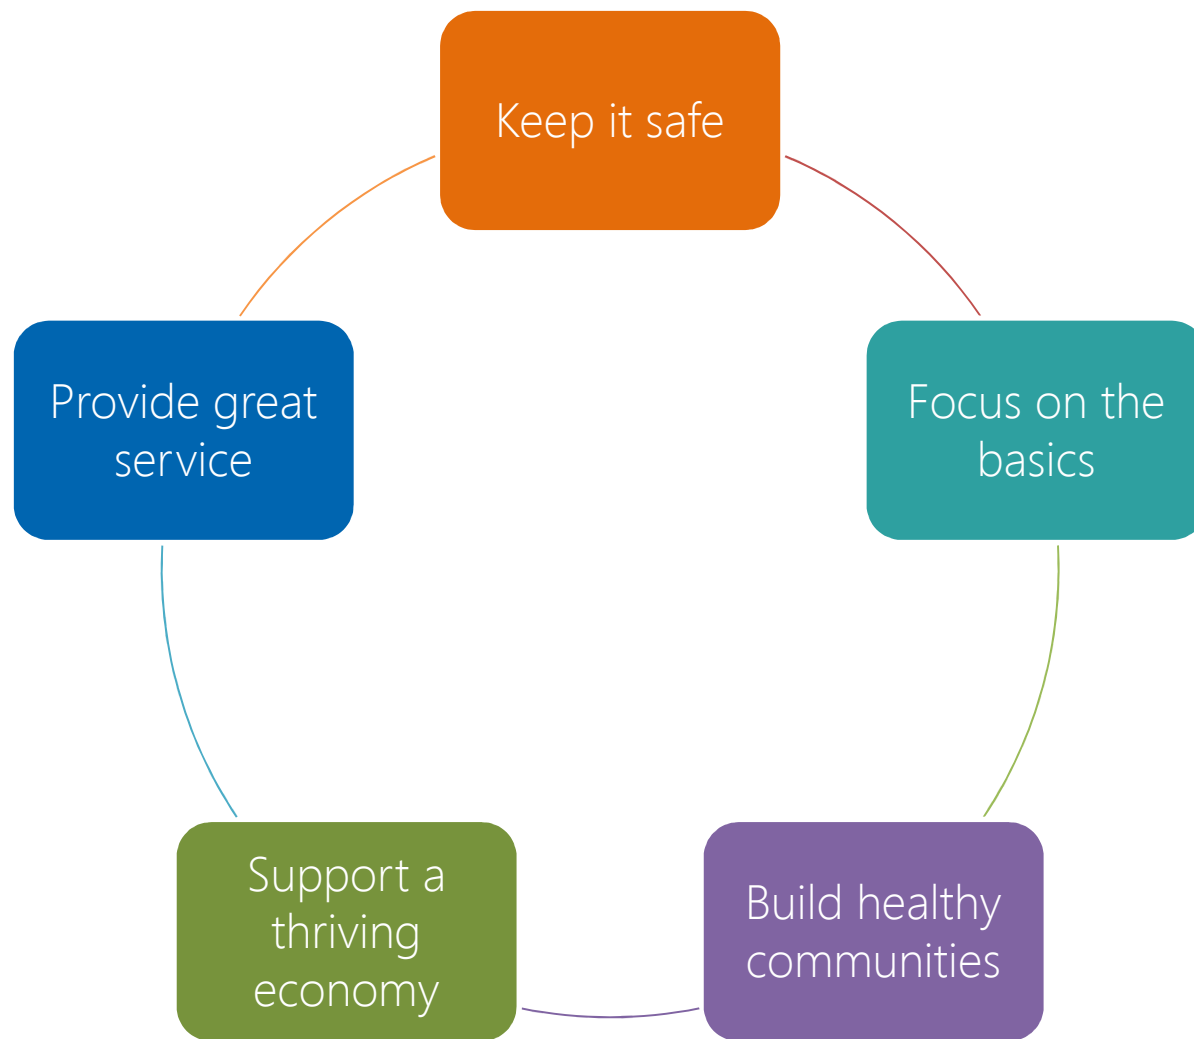 Keep it safe
Provide great
service
Focus on the
basics
Support a
thriving
economy
Build healthy
communities